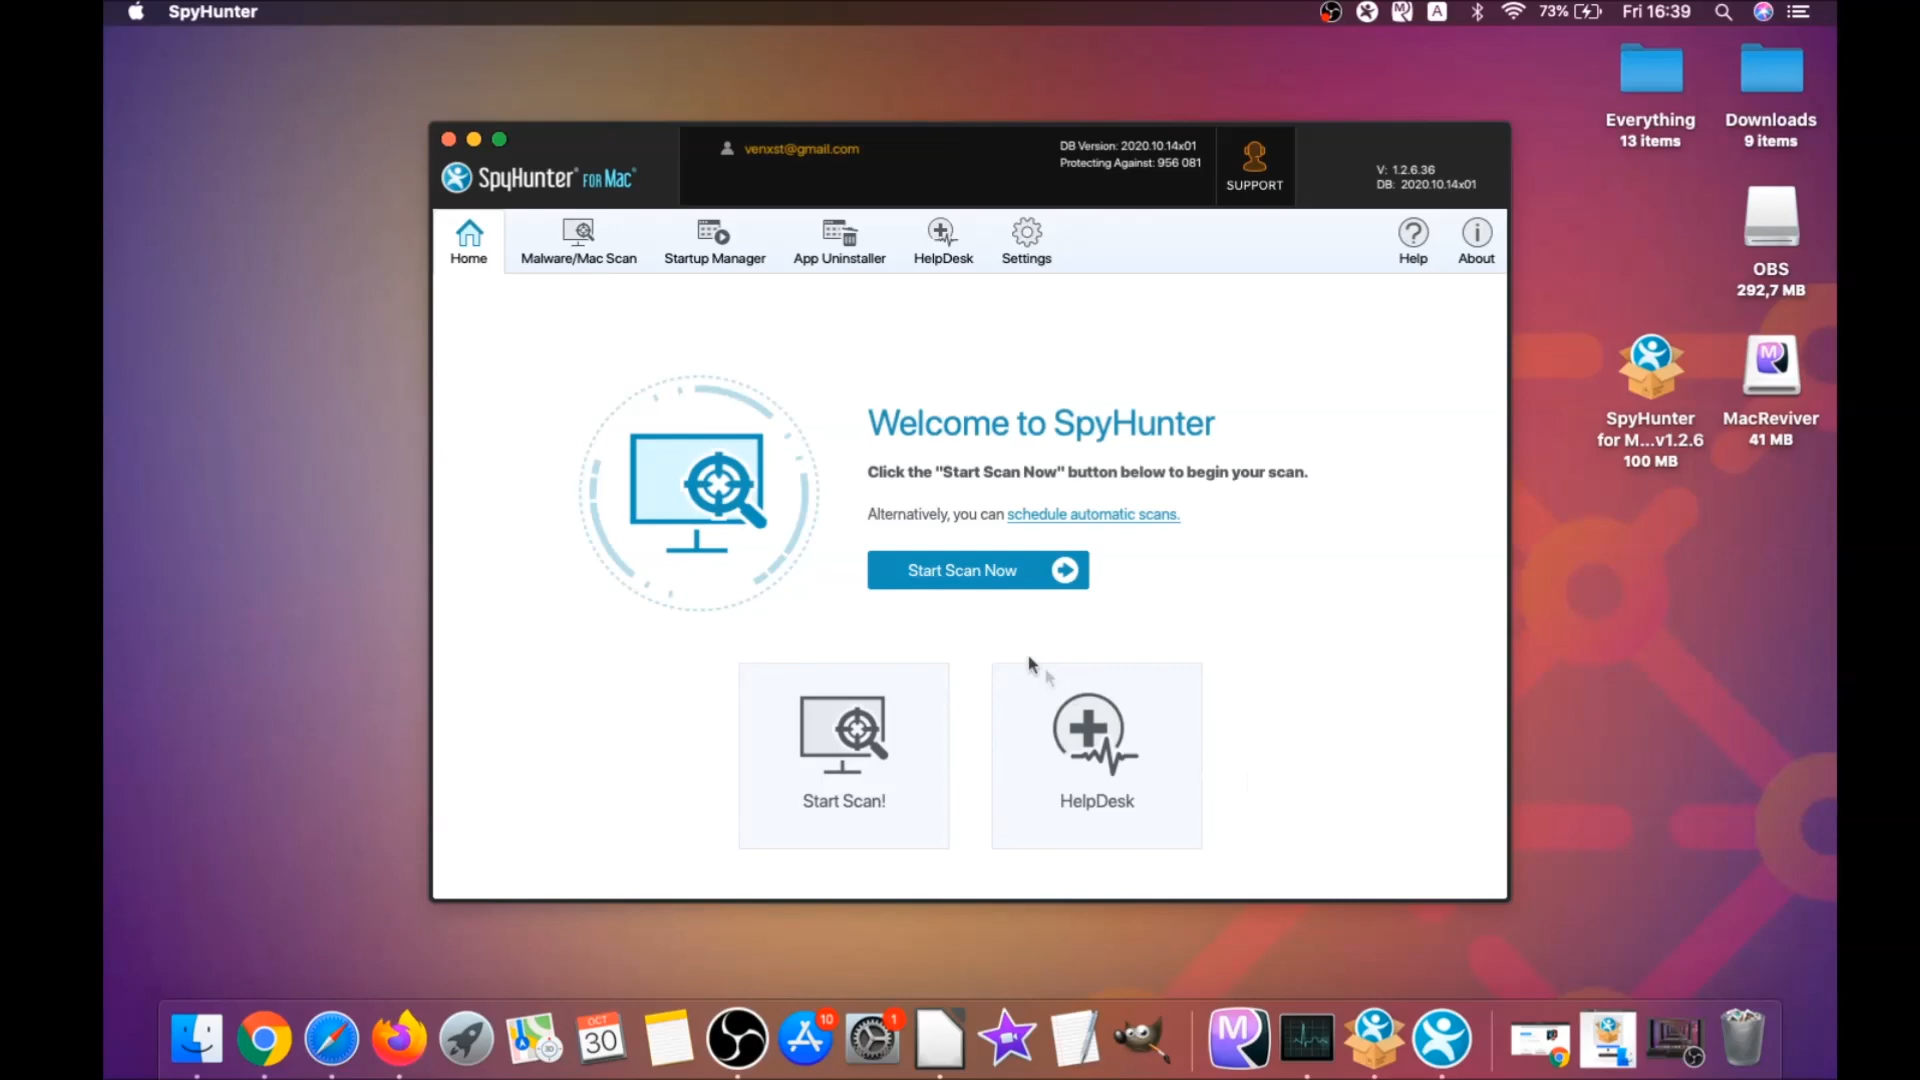 SpyHunter
A
73%
Fri 16:39
Everything
13 items
Downloads
9 items
OBS
292,7 MB
SpyHunter
for M...v1.2.6
100 MB
MacReviver
41 MB
SpyHunter® FOR MAC®
venxst@gmail.com
DB Version: 2020.10.14x01
Protecting Against: 956 081
SUPPORT
V: 1.2.6.36
DB: 2020.10.14x01
Home
Malware/Mac Scan
Startup Manager
App Uninstaller
HelpDesk
Settings
Help
About
Welcome to SpyHunter
Click the "Start Scan Now" button below to begin your scan.
Alternatively, you can schedule automatic scans.
Start Scan Now
Start Scan!
HelpDesk
OCT
30
10
1
M